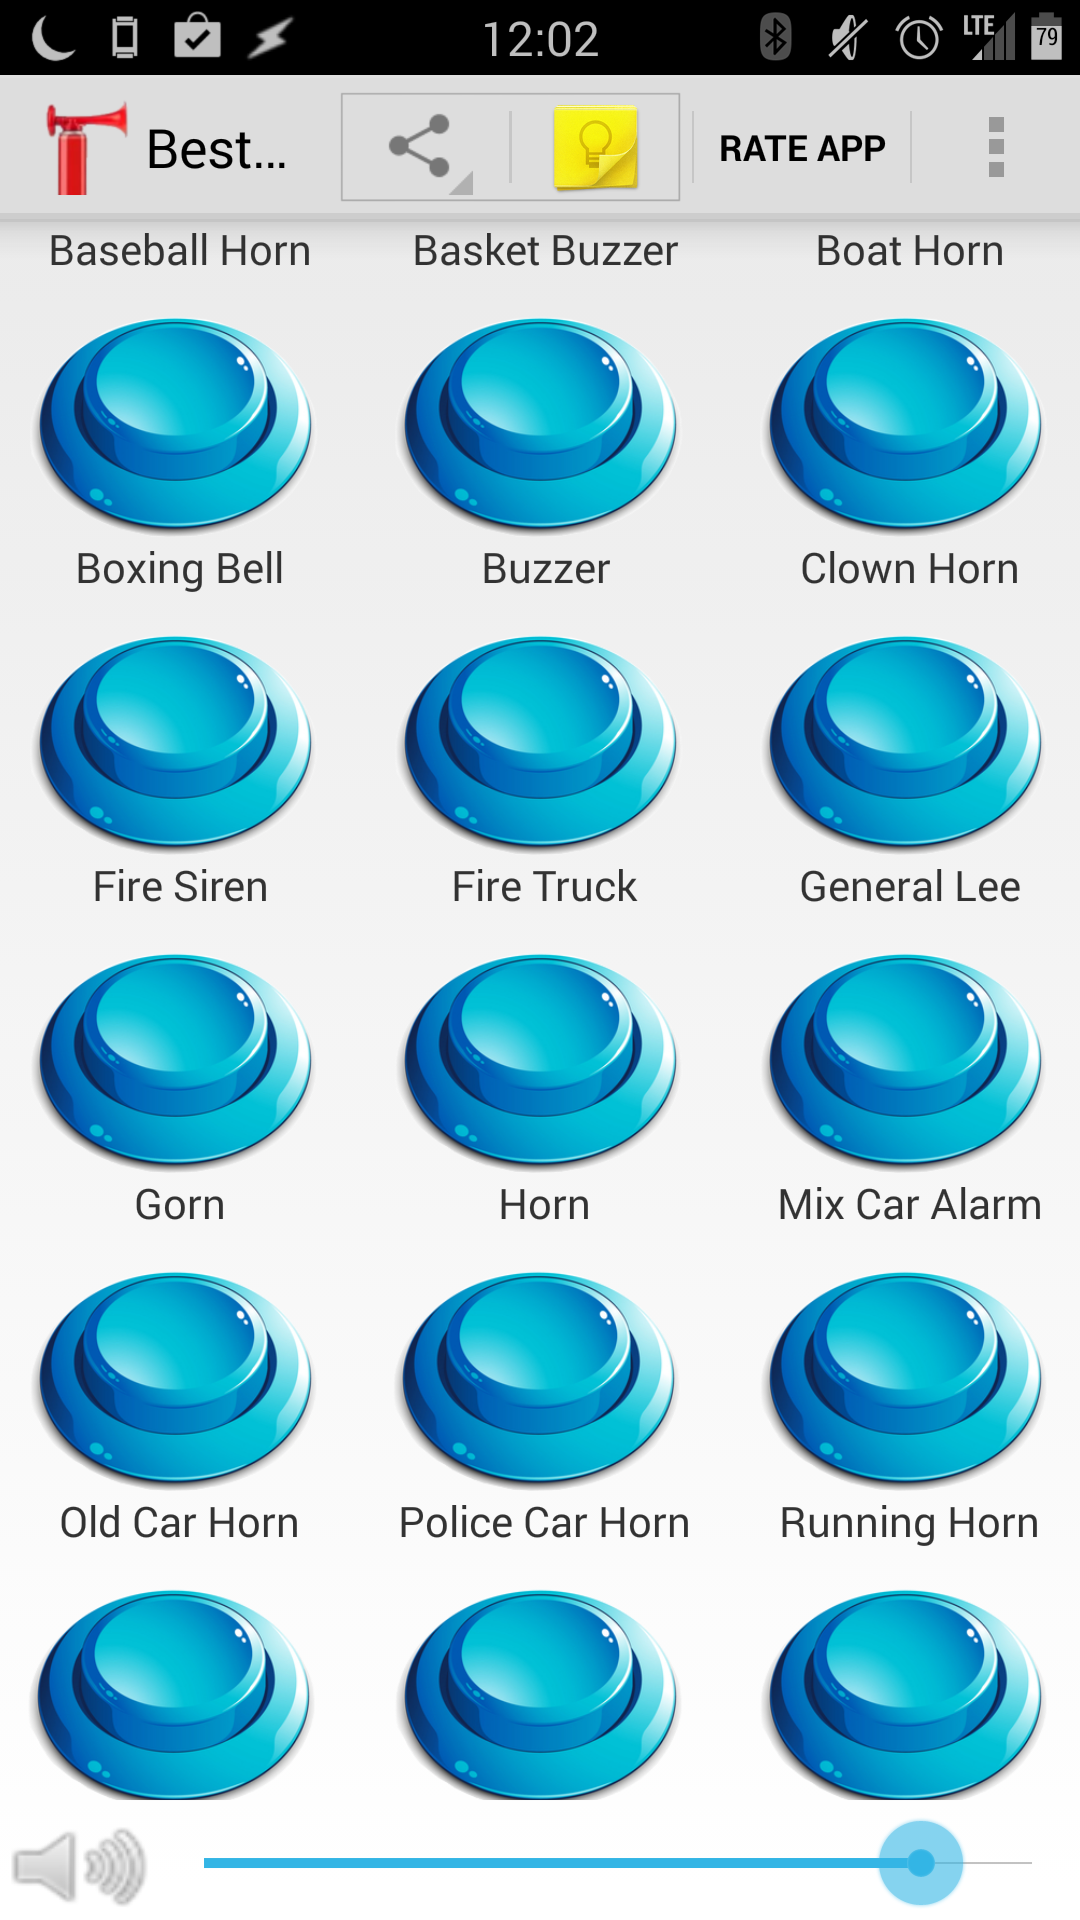 12:02
LTE
79
Best...
RATE APP
Baseball Horn
Basket Buzzer
Boat Horn
Boxing Bell
Buzzer
Clown Horn
Fire Siren
Fire Truck
General Lee
Gorn
Horn
Mix Car Alarm
Old Car Horn
Police Car Horn
Running Horn